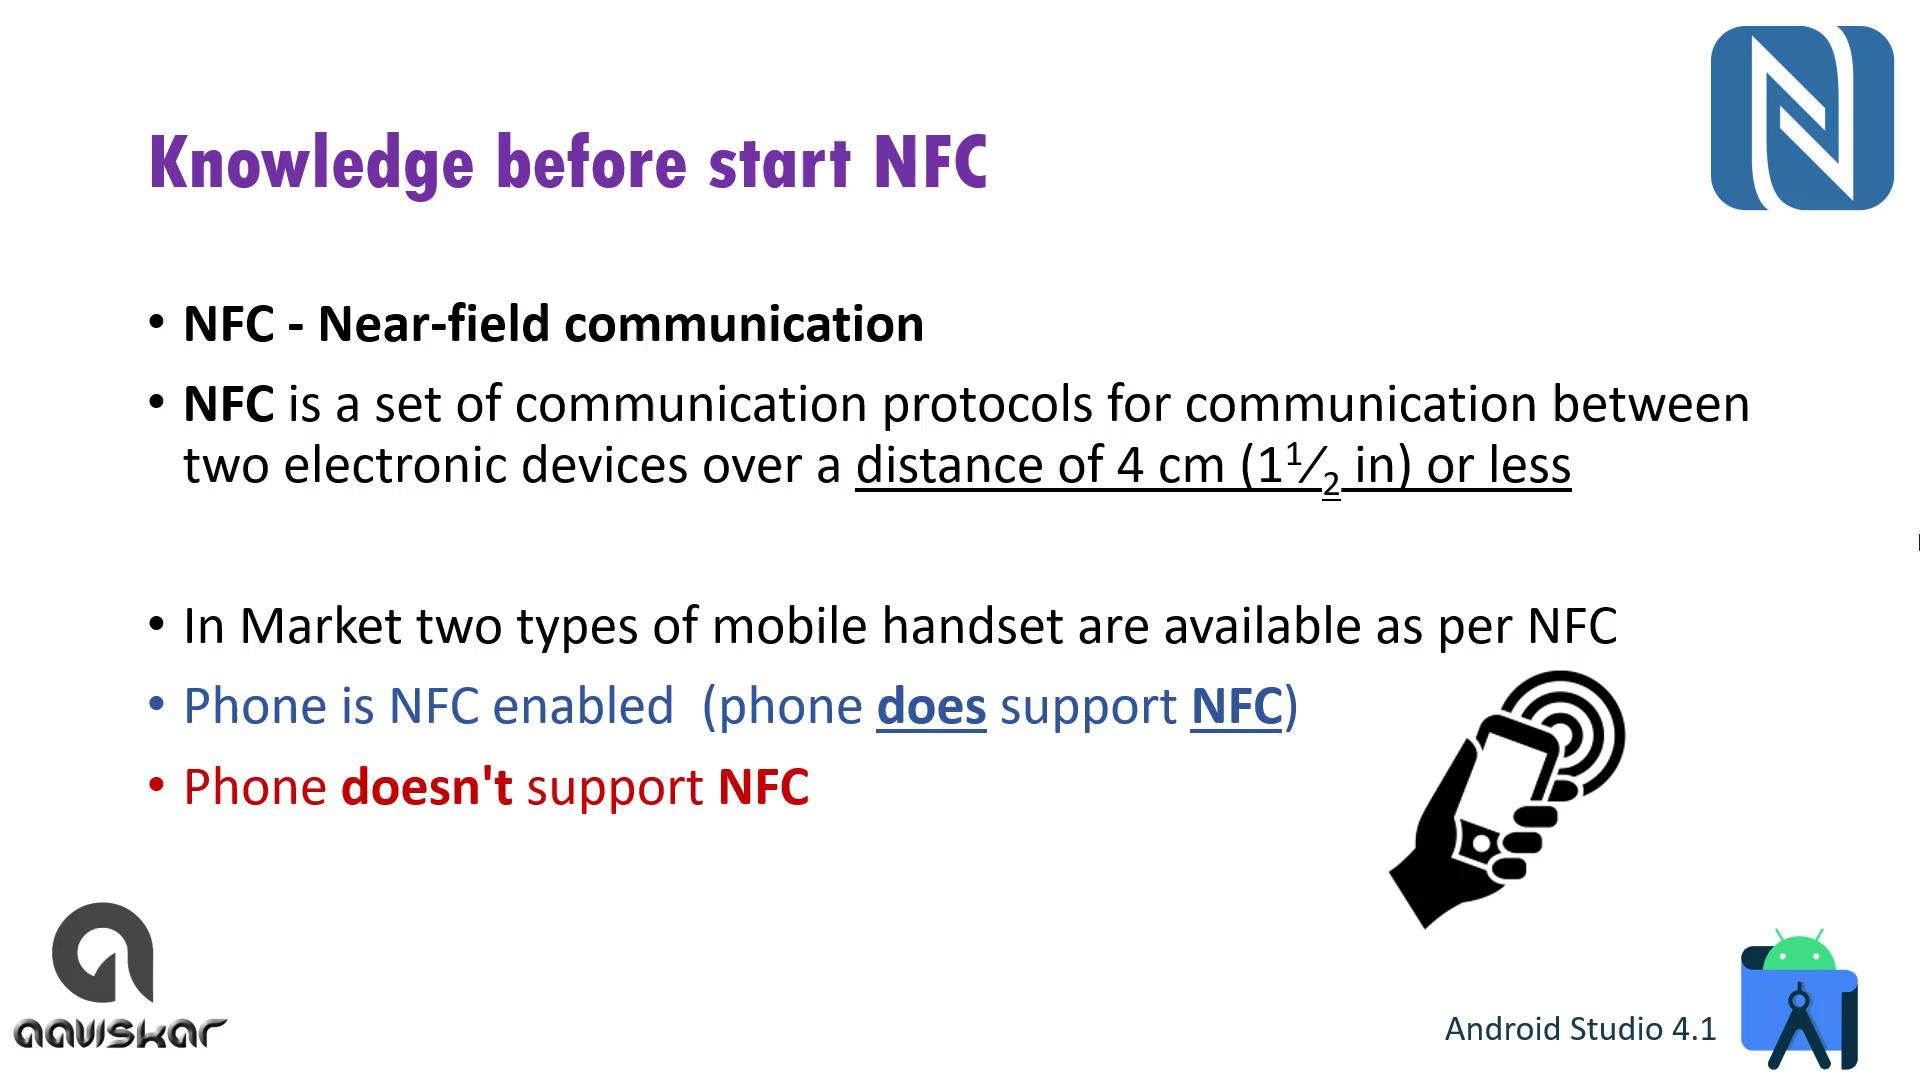 Knowledge before start NFC
• NFC - Near-field communication
• NFC is a set of communication protocols for communication between
two electronic devices over a distance of 4 cm (1 1⁄2 in) or less
• In Market two types of mobile handset are available as per NFC
• Phone is NFC enabled (phone does support NFC)
• Phone doesn't support NFC
aaviskar
Android Studio 4.1